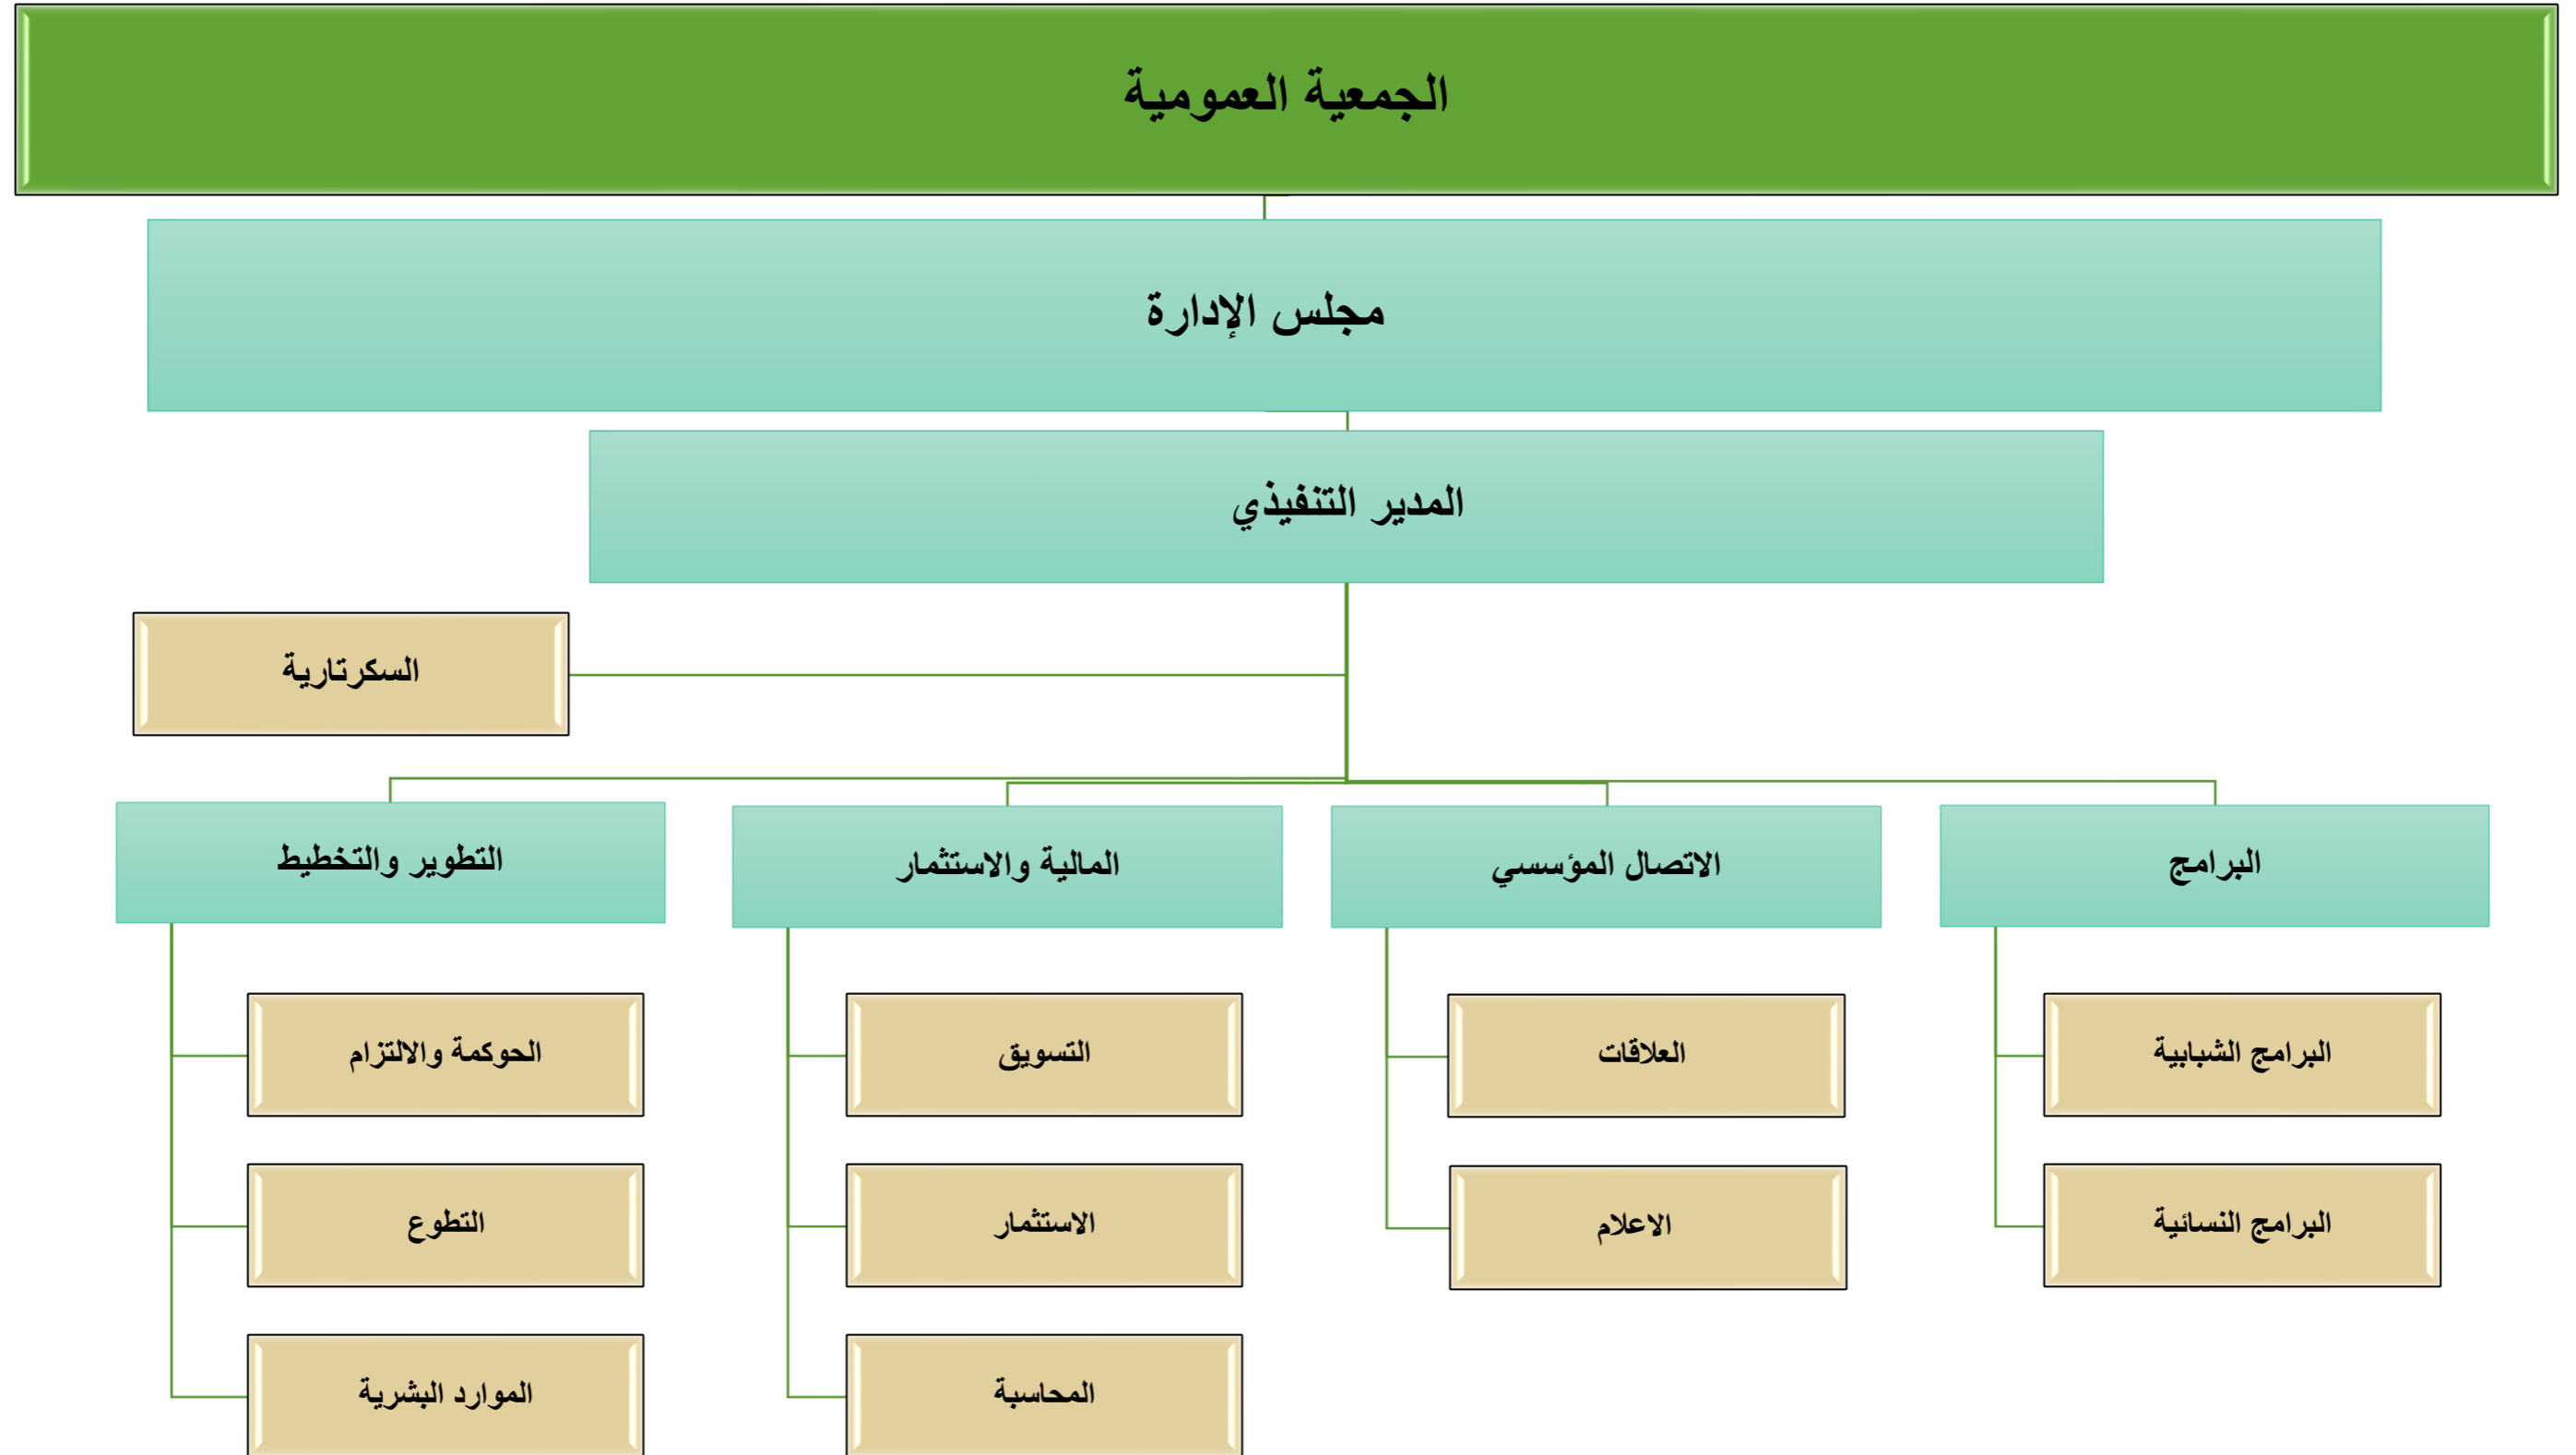 الجمعية العمومية
مجلس الإدارة
المدير التنفيذي
السكرتارية
البرامج
الاتصال المؤسسي
المالية والاستثمار
التطوير والتخطيط
البرامج الشبابية
العلاقات
التسويق
الحوكمة والالتزام
البرامج النسائية
الاعلام
الاستثمار
التطوع
المحاسبة
الموارد البشرية